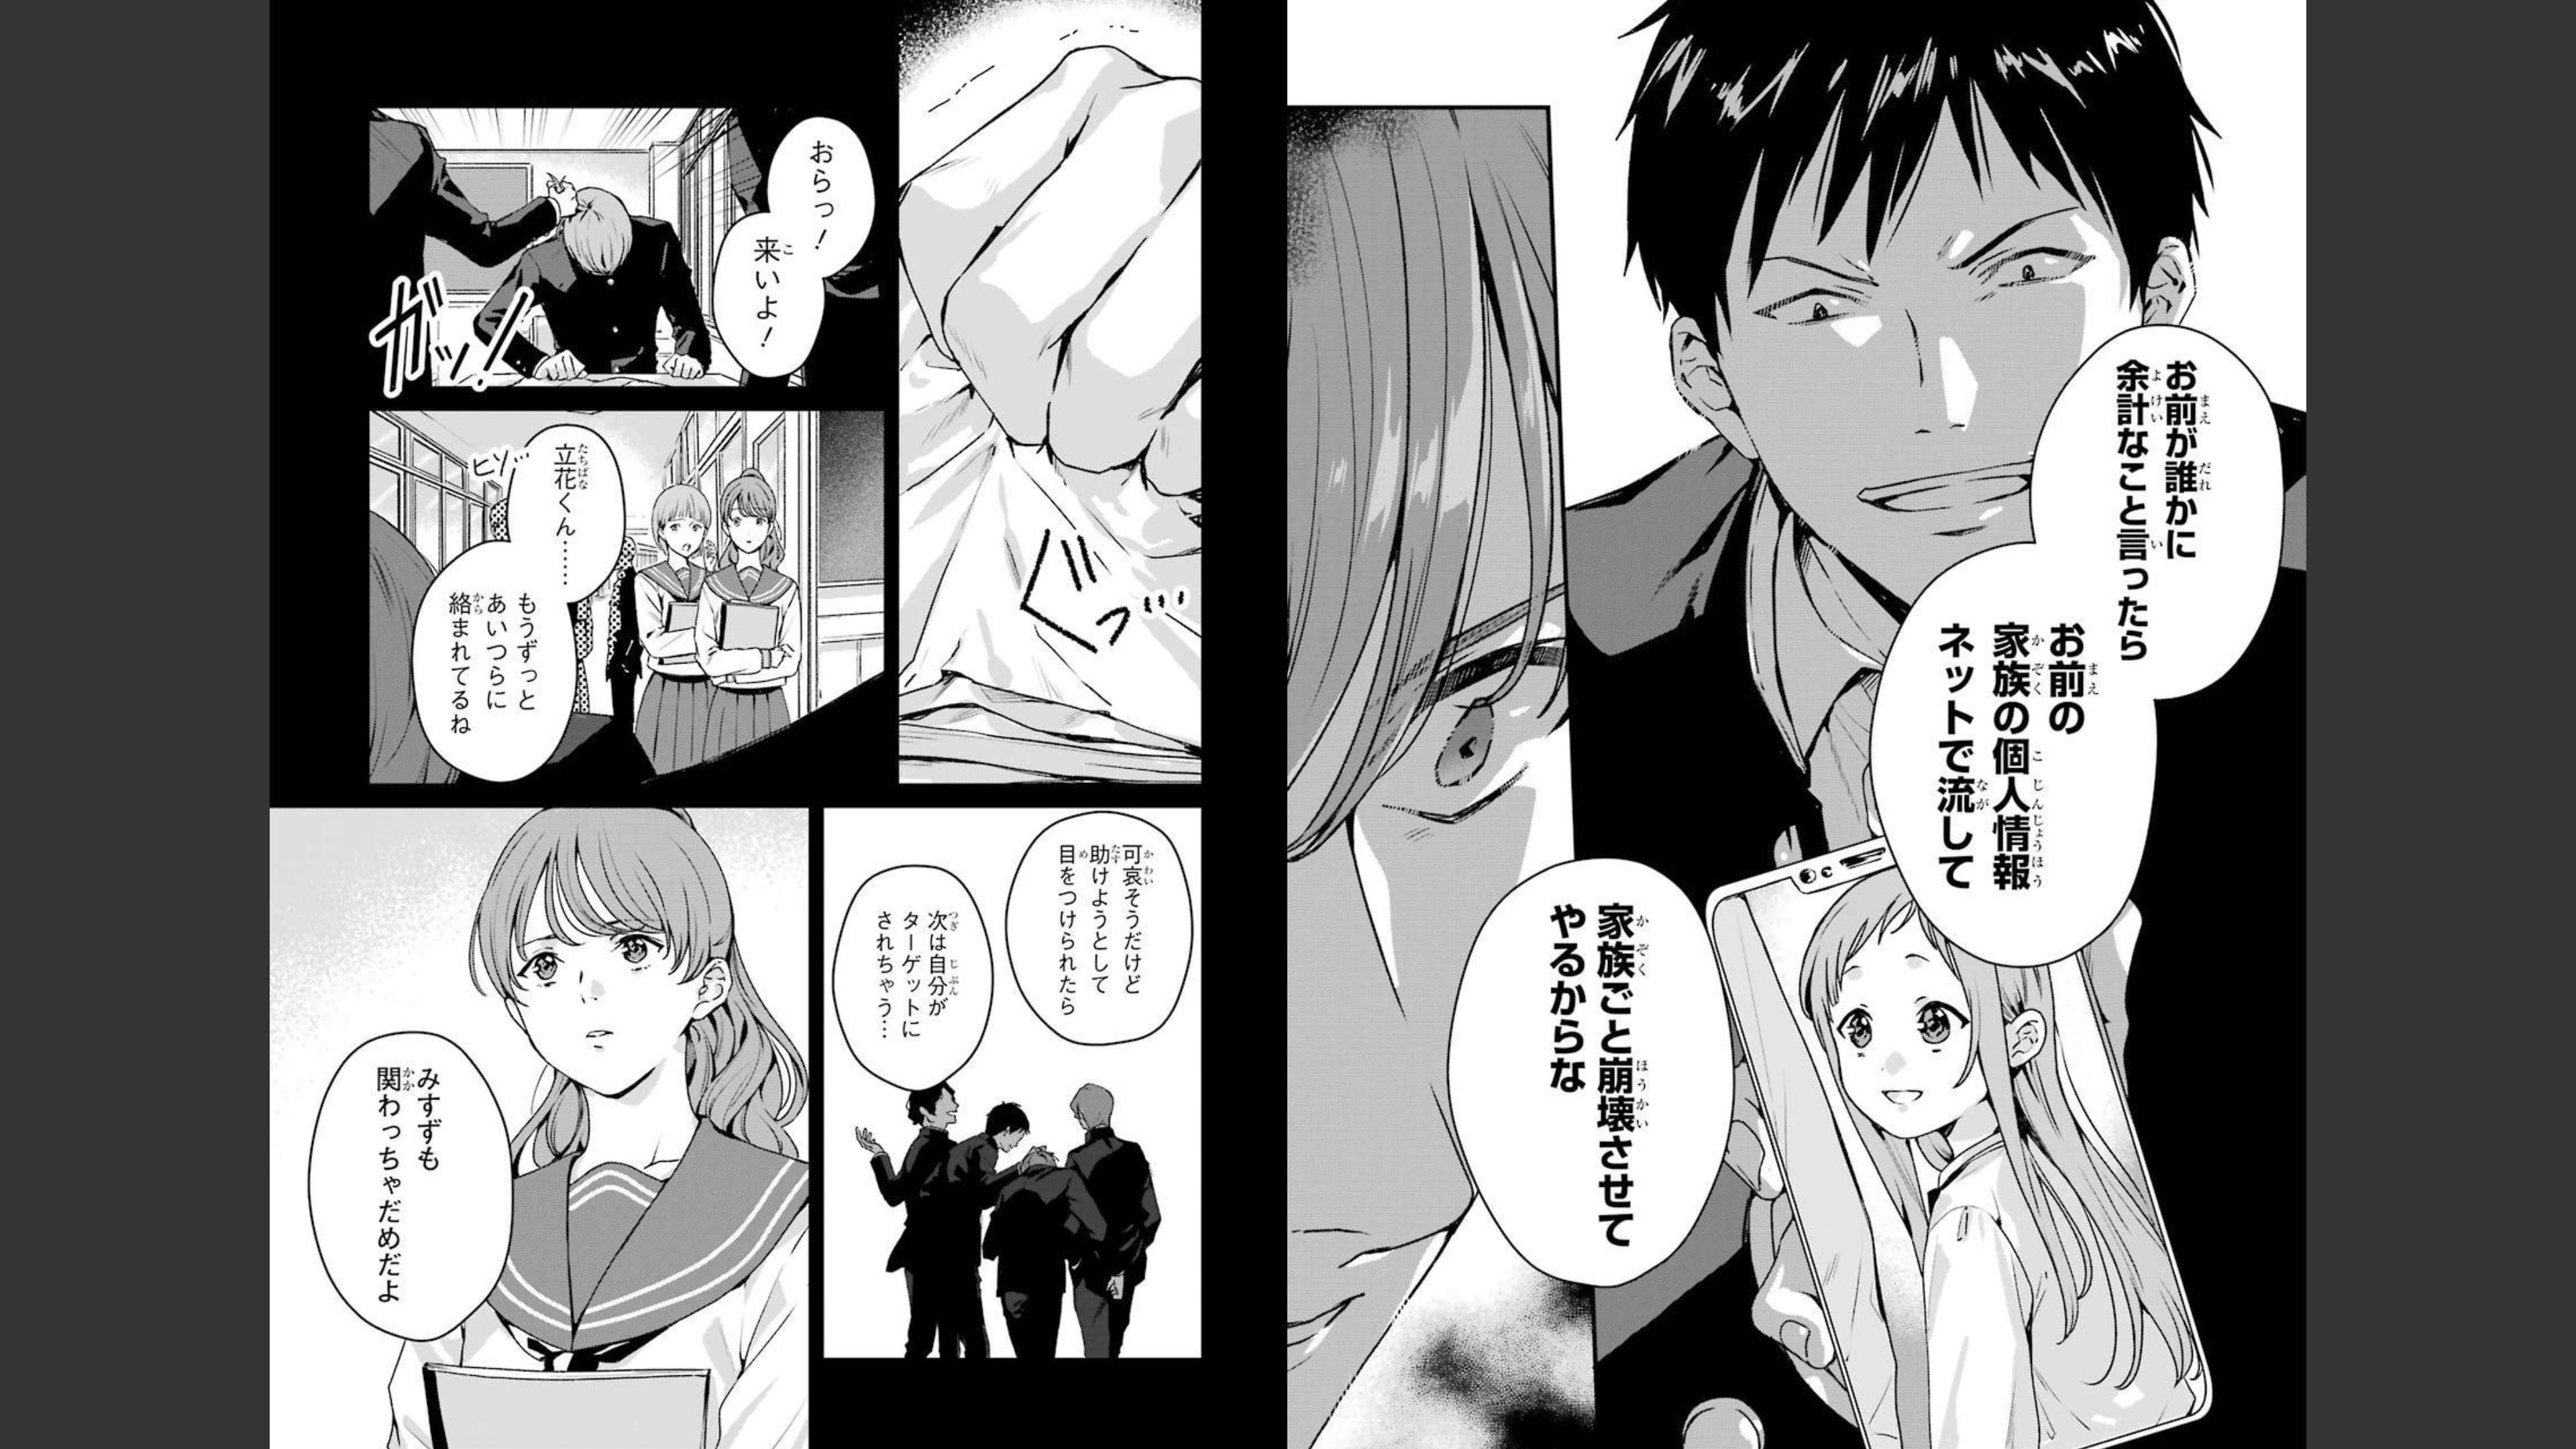 お前が誰かに
余計なこと言ったら
お前の
家族の個人情報
ネットで流して
家族ごと崩壊させて
やるからな
ぐっ…
おらっ!
来いよ!
ガッ!
ヒソ…
立花くん……
もうずっと
あいつらに
絡まれてるね
可哀そうだけど
助けようとして
目をつけられたら
次は自分が
ターゲットに
されちゃう…
みすずも
関わっちゃだめだよ